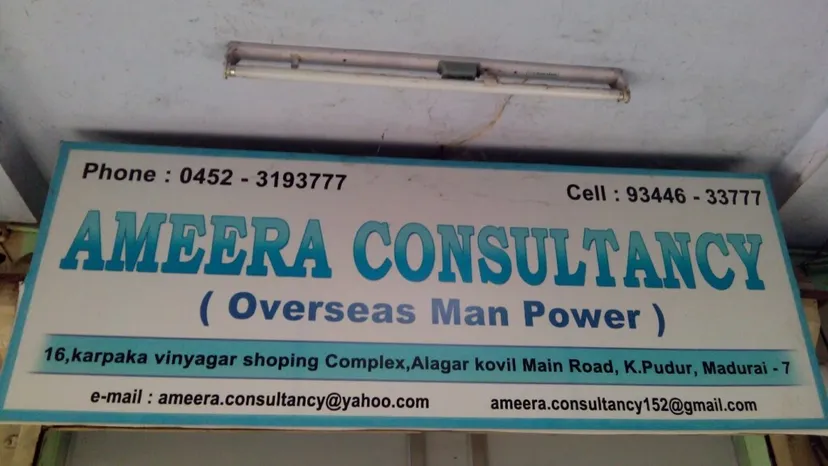 Phone : 0452 - 3193777 Cell : 93446 - 33777
AMEERA CONSULTANCY
( Overseas Man Power )
16,karpaka vinyagar shoping Complex,Alagar kovil Main Road, K.Pudur, Madurai - 7
e-mail : ameera.consultancy@yahoo.com ameera.consultancy152@gmail.com